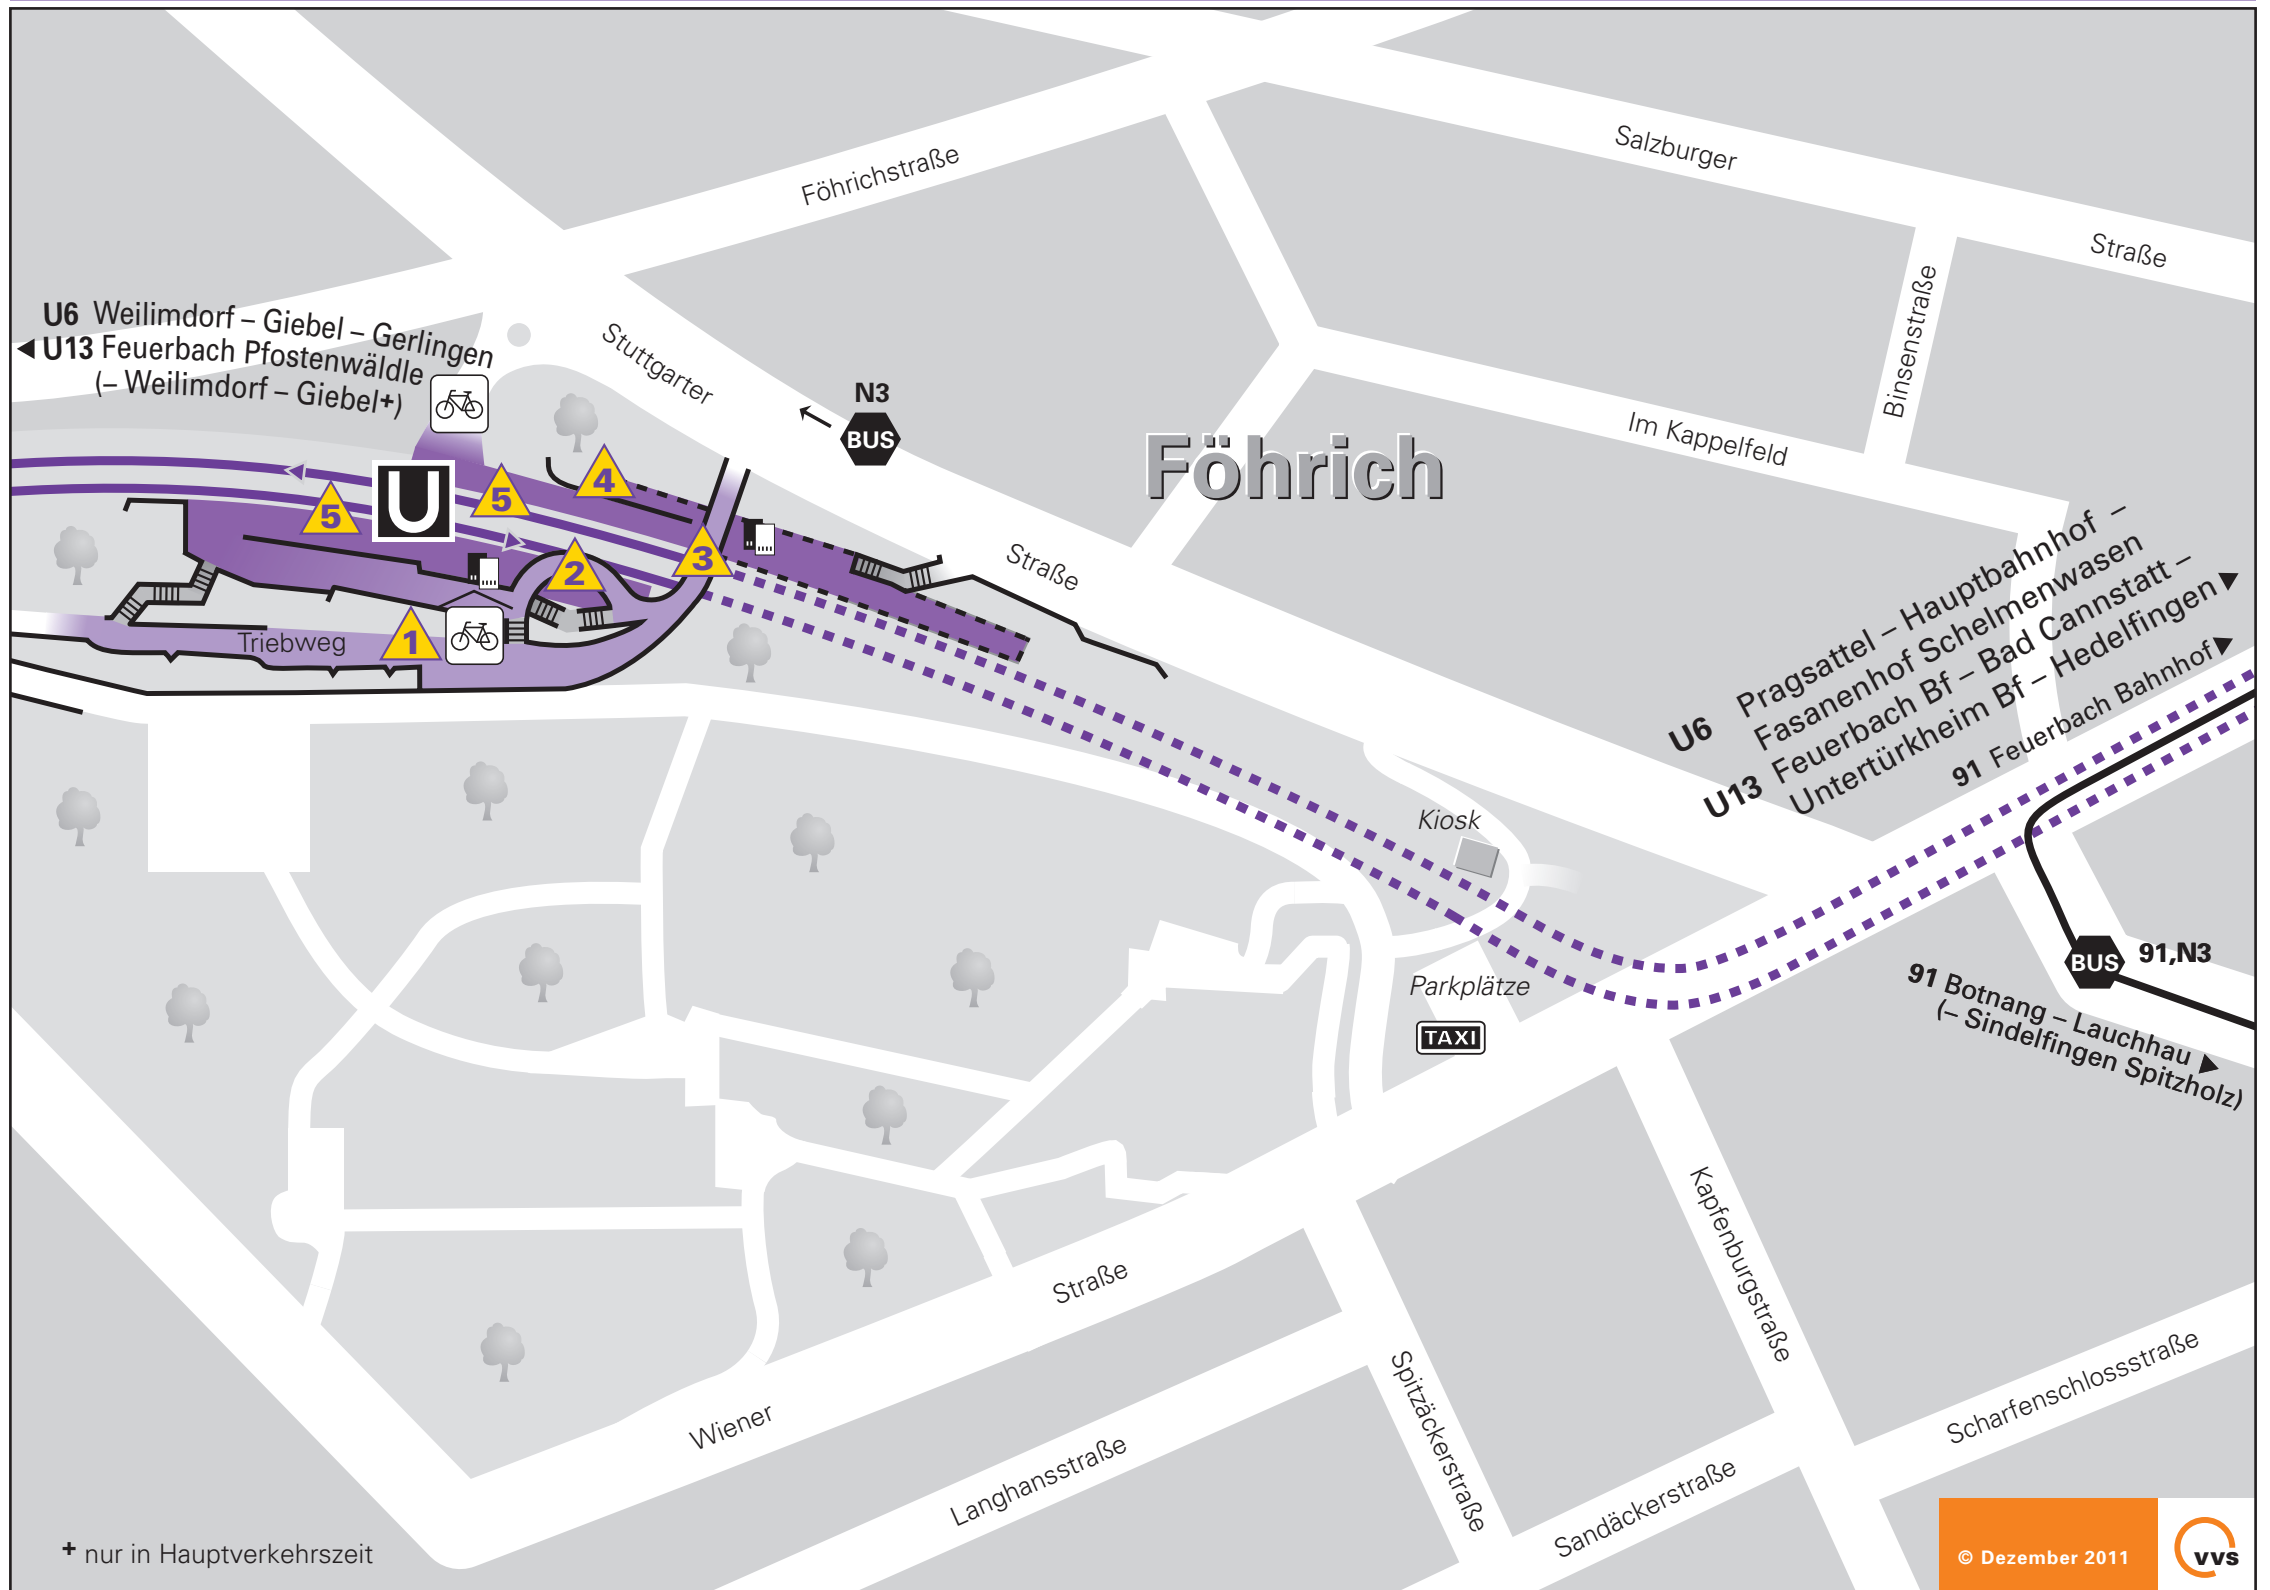 Salzburger
Straße
Föhrichstraße
Binsenstraße
U6 Weilimdorf – Giebel – Gerlingen
U13 Feuerbach Pfostenwäldle
(– Weilimdorf – Giebel+)
Stuttgarter
Straße
N3
BUS
Im Kappelfeld
Föhrich
U
5
5
4
3
2
1
Triebweg
U6 Pragsattel – Hauptbahnhof –
Fasanenhof Schelmenwasen
U13 Feuerbach Bf – Bad Cannstatt –
Untertürkheim Bf – Hedelfingen
91 Feuerbach Bahnhof
Kiosk
Parkplätze
TAXI
BUS
91,N3
91 Botnang – Lauchhau
(– Sindelfingen Spitzholz)
Kapfenburgstraße
Wiener
Straße
Spitzäckerstraße
Scharfenschlossstraße
Langhansstraße
Sandäckerstraße
+ nur in Hauptverkehrszeit
© Dezember 2011
vvs